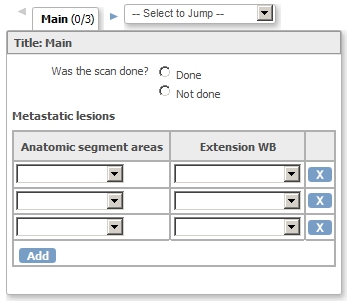 Main (0/3)
-- Select to Jump --
Title: Main
Was the scan done?
Done
Not done
Metastatic lesions
Anatomic segment areas
Extension WB
X
X
X
Add